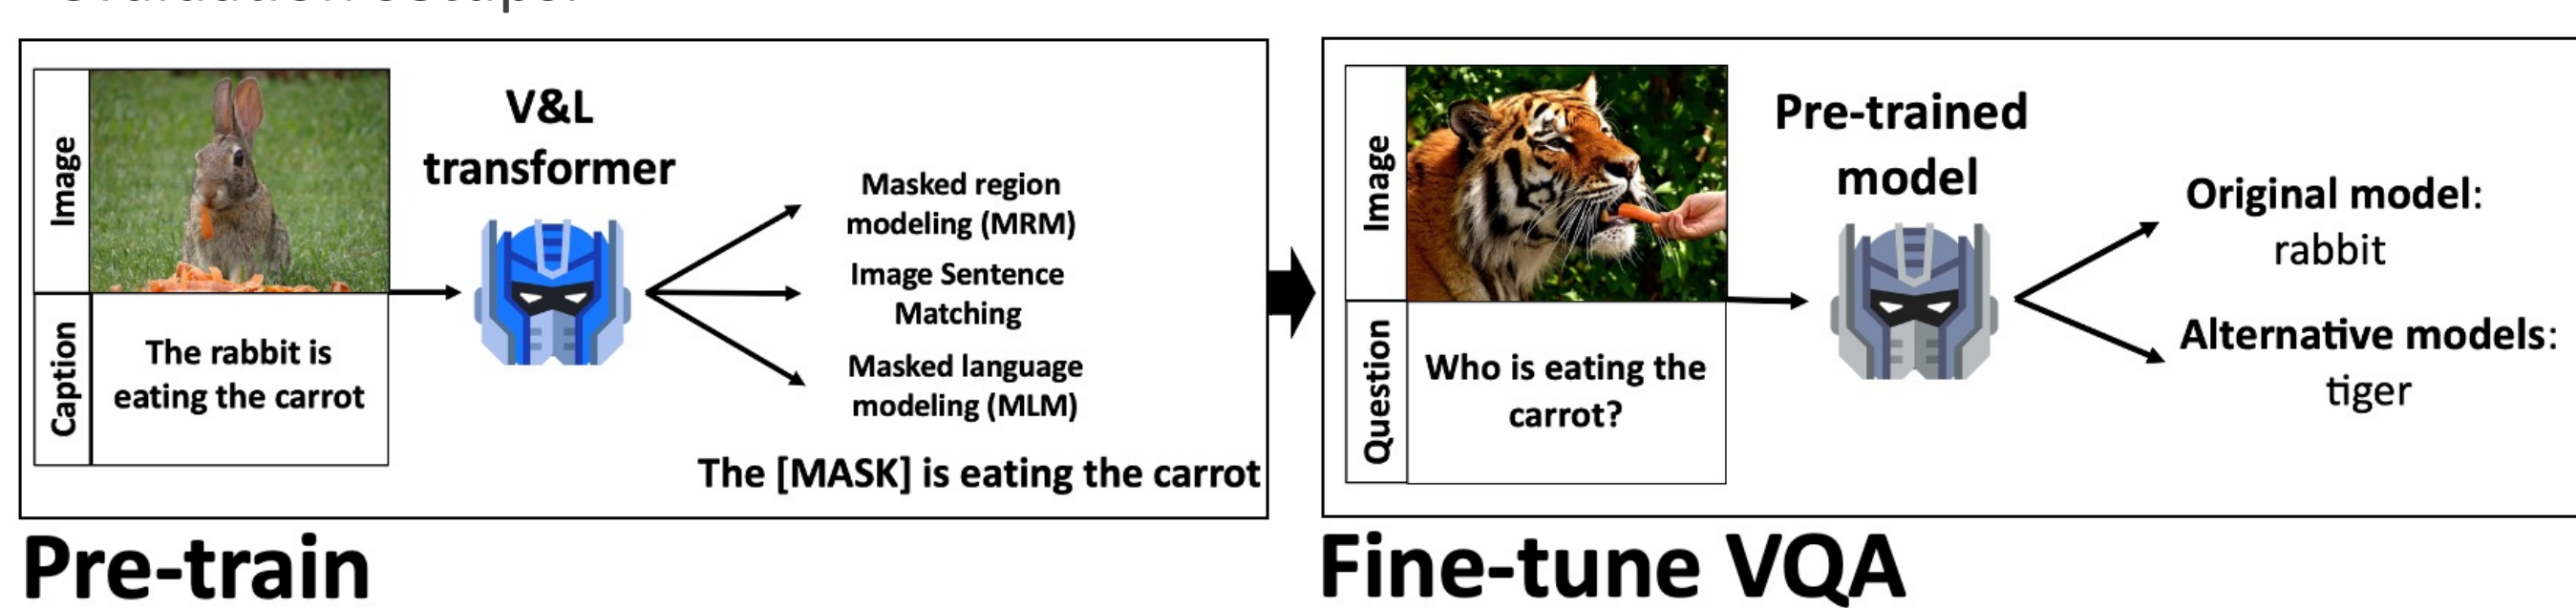 Image
Caption
The rabbit is
eating the carrot
V&L
transformer
Masked region
modeling (MRM)
Image Sentence
Matching
Masked language
modeling (MLM)
The [MASK] is eating the carrot
Pre-train
Image
Question
Who is eating the
carrot?
Pre-trained
model
Original model:
rabbit
Alternative models:
tiger
Fine-tune VQA